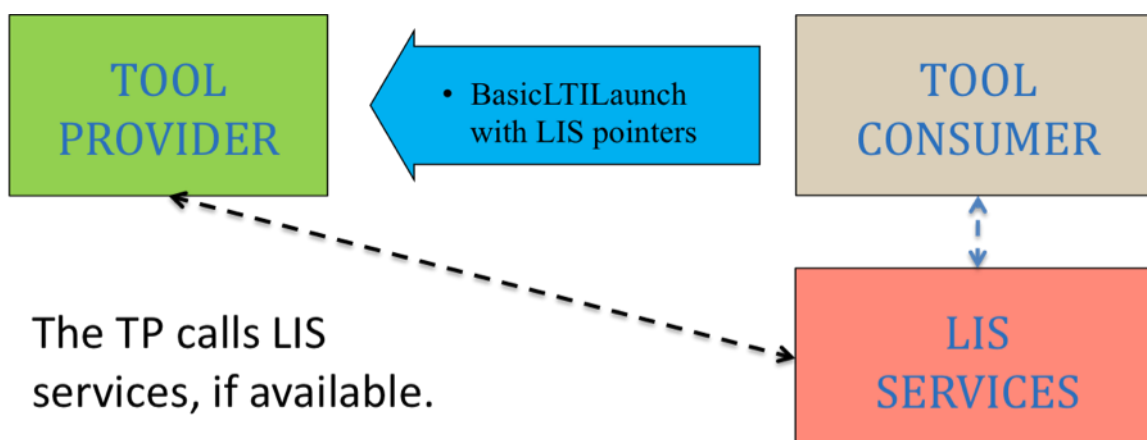 TOOL
PROVIDER
• BasicLTILaunch
with LIS pointers
TOOL
CONSUMER
The TP calls LIS
services, if available.
LIS
SERVICES